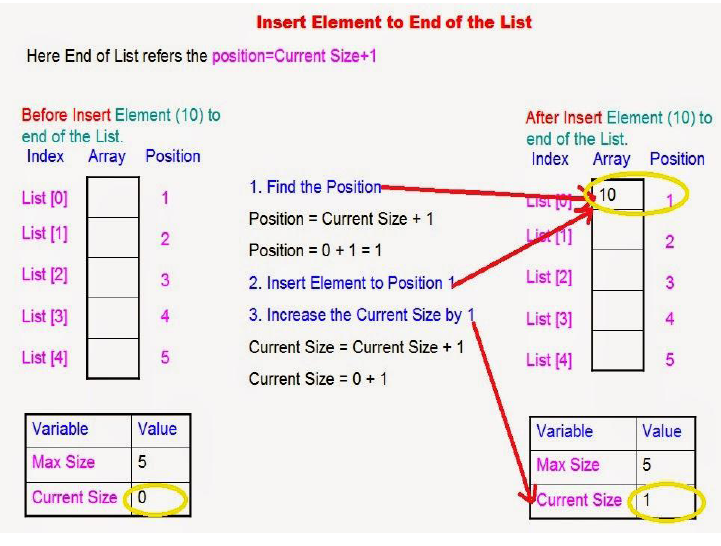 Insert Element to End of the List
Here End of List refers the position=Current Size+1
Before Insert Element (10) to
end of the List.
Index Array Position
List [0] 1
List [1] 2
List [2] 3
List [3] 4
List [4] 5
Variable Value
Max Size 5
Current Size 0
1. Find the Position
Position = Current Size + 1
Position = 0 + 1 = 1
2. Insert Element to Position 1
3. Increase the Current Size by 1
Current Size = Current Size + 1
Current Size = 0 + 1
After Insert Element (10) to
end of the List.
Index Array Position
List [0] 10 1
List [1] 2
List [2] 3
List [3] 4
List [4] 5
Variable Value
Max Size 5
Current Size 1